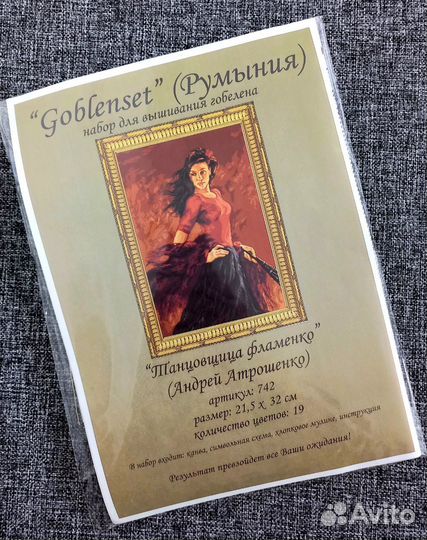 “Goblenset” (Румыния)
набор для вышивания гобелена
“Танцовщица фламенко”
(Андрей Атрошенко)
артикул: 742
размер: 21,5 х 32 см
количество цветов: 19
В набор входит: канва, символьная схема, хлопковое мулине, инструкция
Результат превзойдет все Ваши ожидания!
Avito